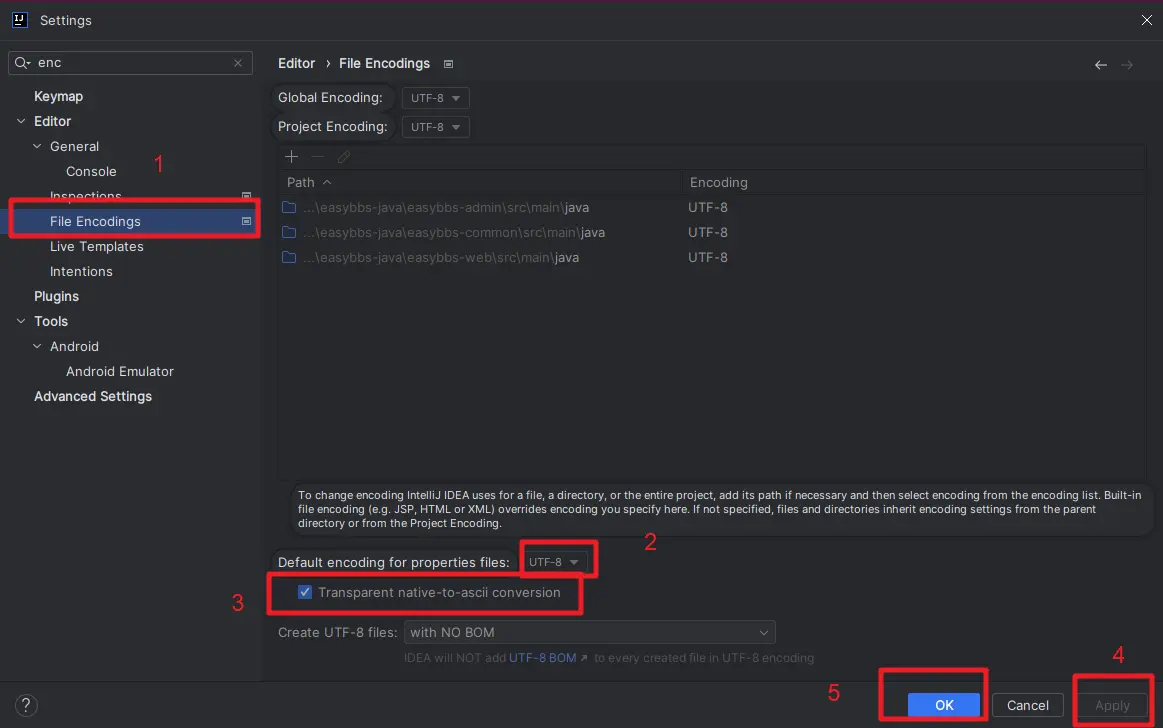 Settings
enc
Keymap
Editor
General
Console
Inspections
File Encodings
Live Templates
Intentions
Plugins
Tools
Android
Android Emulator
Advanced Settings
1
Editor › File Encodings
Global Encoding: UTF-8
Project Encoding: UTF-8
Path Encoding
...\easybbs-java\easybbs-admin\src\main\java UTF-8
...\easybbs-java\easybbs-common\src\main\java UTF-8
...\easybbs-java\easybbs-web\src\main\java UTF-8
To change encoding IntelliJ IDEA uses for a file, a directory, or the entire project, add its path if necessary and then select encoding from the encoding list. Built-in
file encoding (e.g. JSP, HTML or XML) overrides encoding you specify here. If not specified, files and directories inherit encoding settings from the parent
directory or from the Project Encoding.
2
Default encoding for properties files: UTF-8
3
Transparent native-to-ascii conversion
Create UTF-8 files: with NO BOM
IDEA will NOT add UTF-8 BOM ↗ to every created file in UTF-8 encoding
4
5
? OK Cancel Apply